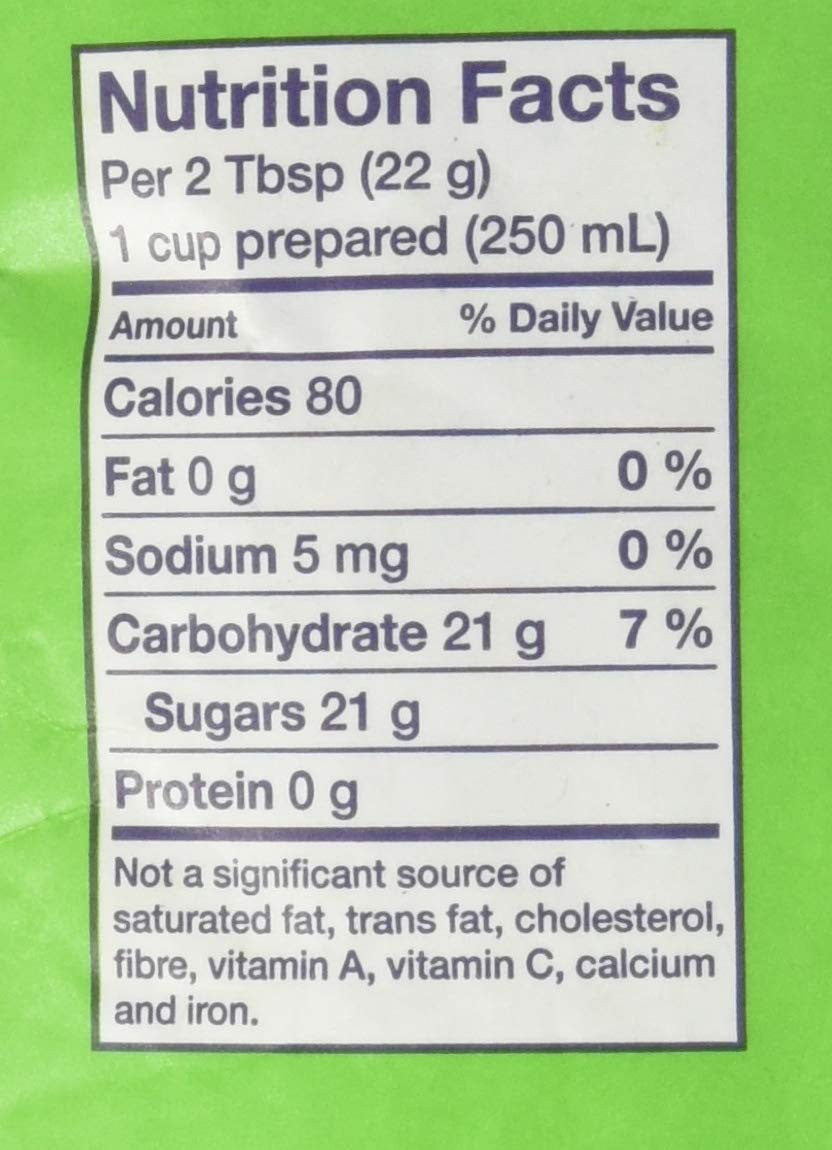 Nutrition Facts
Per 2 Tbsp (22 g)
1 cup prepared (250 mL)
Amount % Daily Value
Calories 80
Fat 0 g 0 %
Sodium 5 mg 0 %
Carbohydrate 21 g 7 %
Sugars 21 g
Protein 0 g
Not a significant source of
saturated fat, trans fat, cholesterol,
fibre, vitamin A, vitamin C, calcium
and iron.